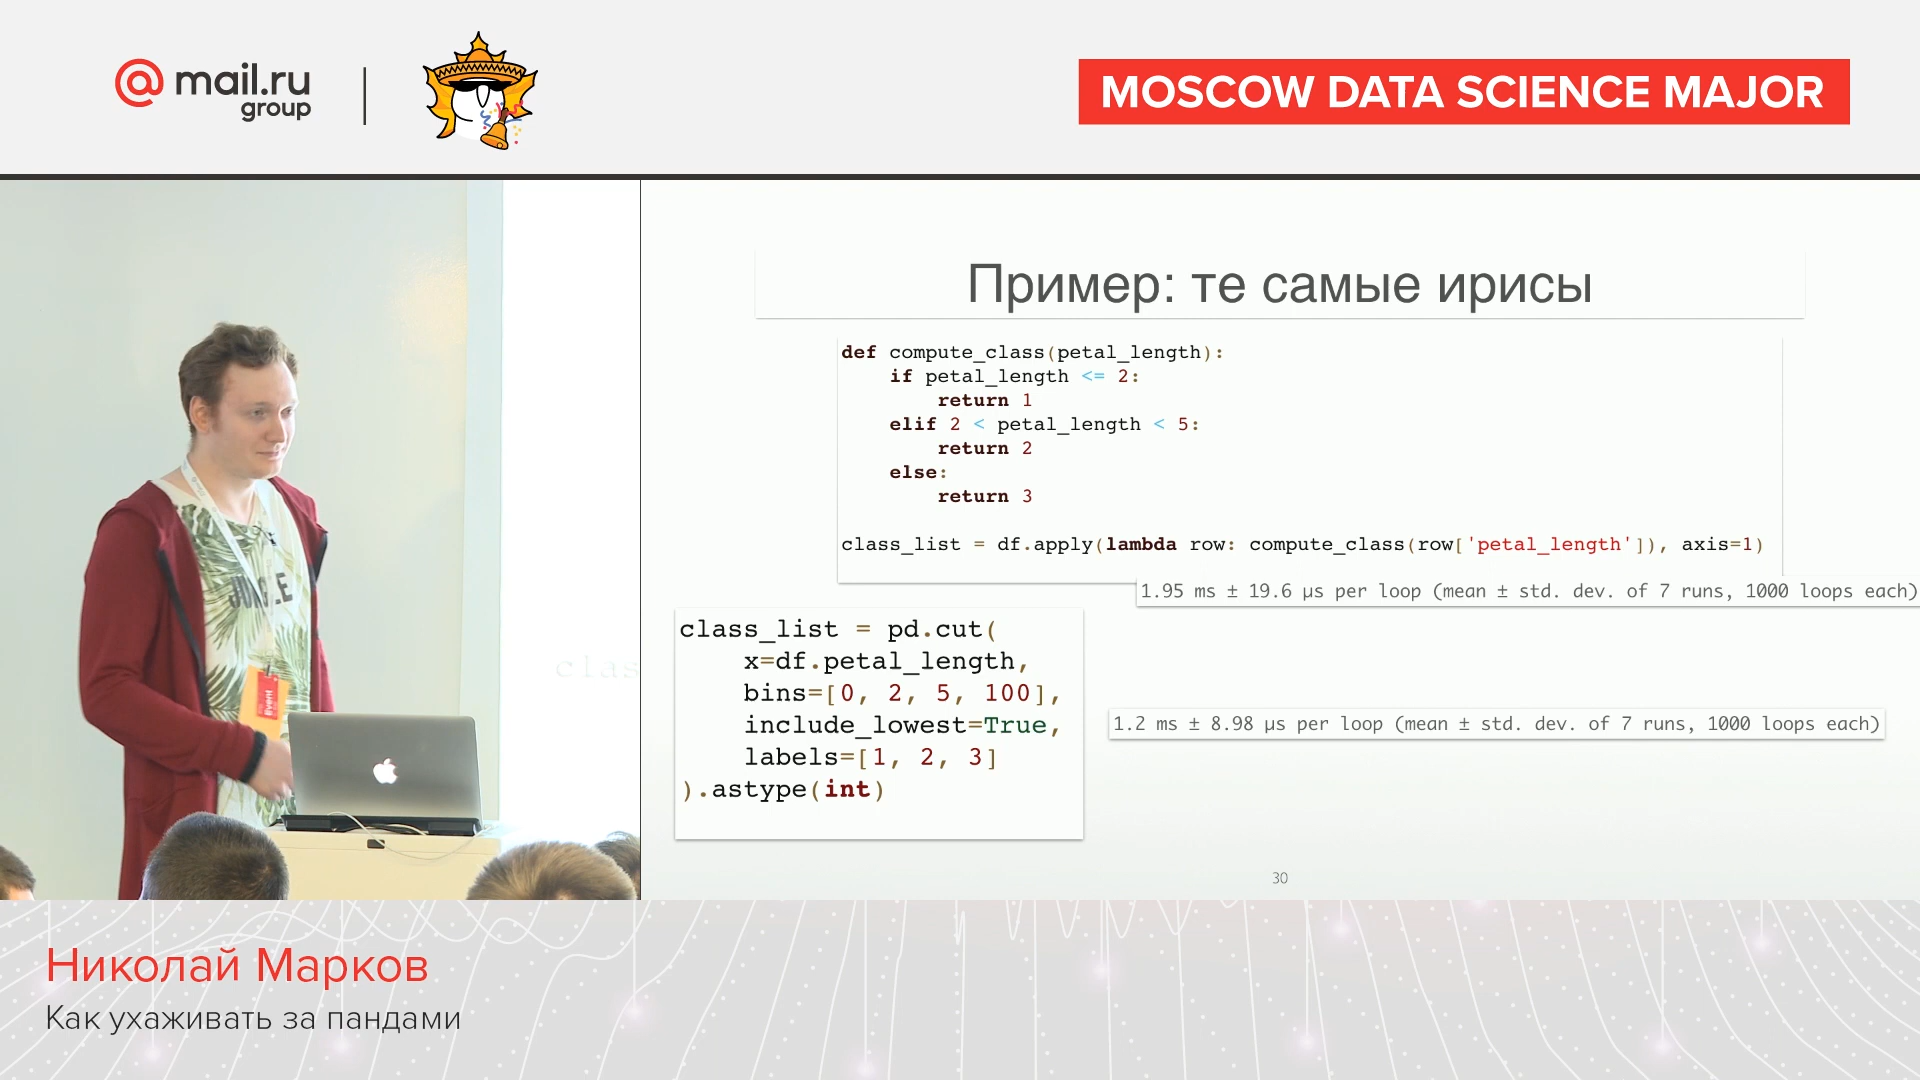 @ mail.ru
group
MOSCOW DATA SCIENCE MAJOR
Пример: те самые ирисы
def compute_class(petal_length):
    if petal_length <= 2:
        return 1
    elif 2 < petal_length < 5:
        return 2
    else:
        return 3
class_list = df.apply(lambda row: compute_class(row['petal_length']), axis=1)
1.95 ms ± 19.6 µs per loop (mean ± std. dev. of 7 runs, 1000 loops each)
class_list = pd.cut(
    x=df.petal_length,
    bins=[0, 2, 5, 100],
    include_lowest=True,
    labels=[1, 2, 3]
).astype(int)
1.2 ms ± 8.98 µs per loop (mean ± std. dev. of 7 runs, 1000 loops each)
30
clas
JUNGLE
Event
Николай Марков
Как ухаживать за пандами